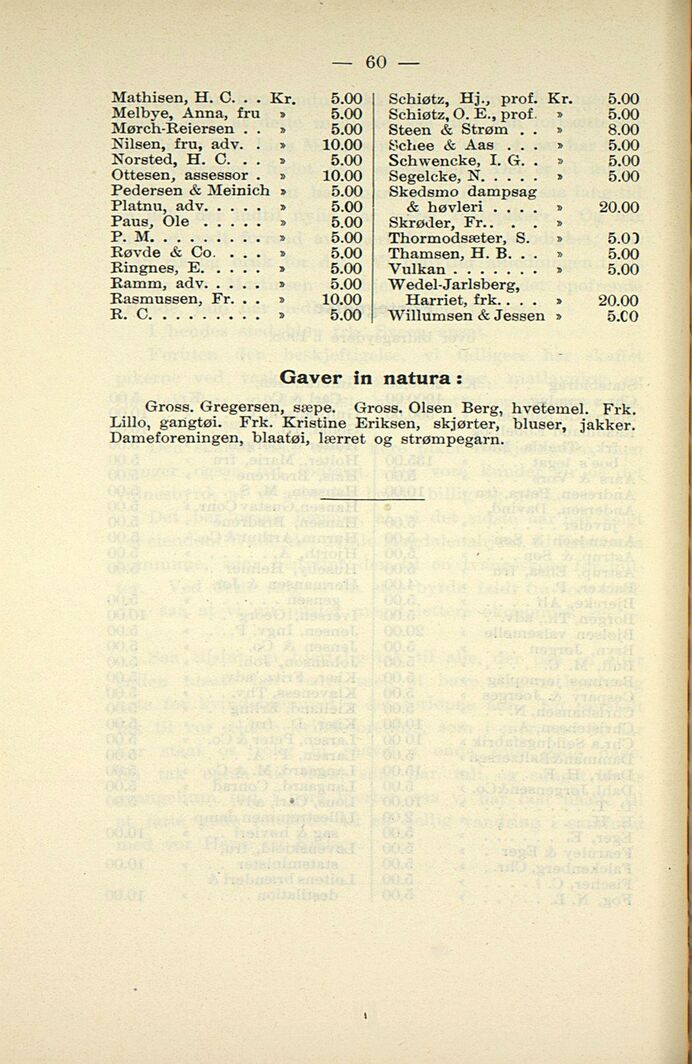 — 60 —
Mathisen, H. C. . . Kr. 5.00
Melbye, Anna, fru » 5.00
Mørch-Reiersen . . » 5.00
Nilsen, fru, adv. . » 10.00
Norsted, H. C. . . » 5.00
Ottesen, assessor . » 10.00
Pedersen & Meinich » 5.00
Platnu, adv. . . . . » 5.00
Paus, Ole . . . . . » 5.00
P. M. . . . . . . . . » 5.00
Røvde & Co. . . . » 5.00
Ringnes, E. . . . . » 5.00
Ramm, adv. . . . . » 5.00
Rasmussen, Fr. . . » 10.00
R. C. . . . . . . . . » 5.00
Schiøtz, Hj., prof. Kr. 5.00
Schiøtz, O. E., prof. » 5.00
Steen & Strøm . . » 8.00
Schee & Aas . . . » 5.00
Schwencke, I. G. . » 5.00
Segelcke, N. . . . . » 5.00
Skedsmo dampsag
& høvleri . . . . » 20.00
Skrøder, Fr. . . . »
Thormodsæter, S. » 5.00
Thamsen, H. B. . . » 5.00
Vulkan . . . . . . . » 5.00
Wedel-Jarlsberg,
Harriet, frk. . . . » 20.00
Willumsen & Jessen » 5.00
Gaver in natura:
Gross. Gregersen, sæpe. Gross. Olsen Berg, hvetemel. Frk.
Lillo, gangtøi. Frk. Kristine Eriksen, skjørter, bluser, jakker.
Dameforeningen, blaatøi, lærret og strømpegarn.